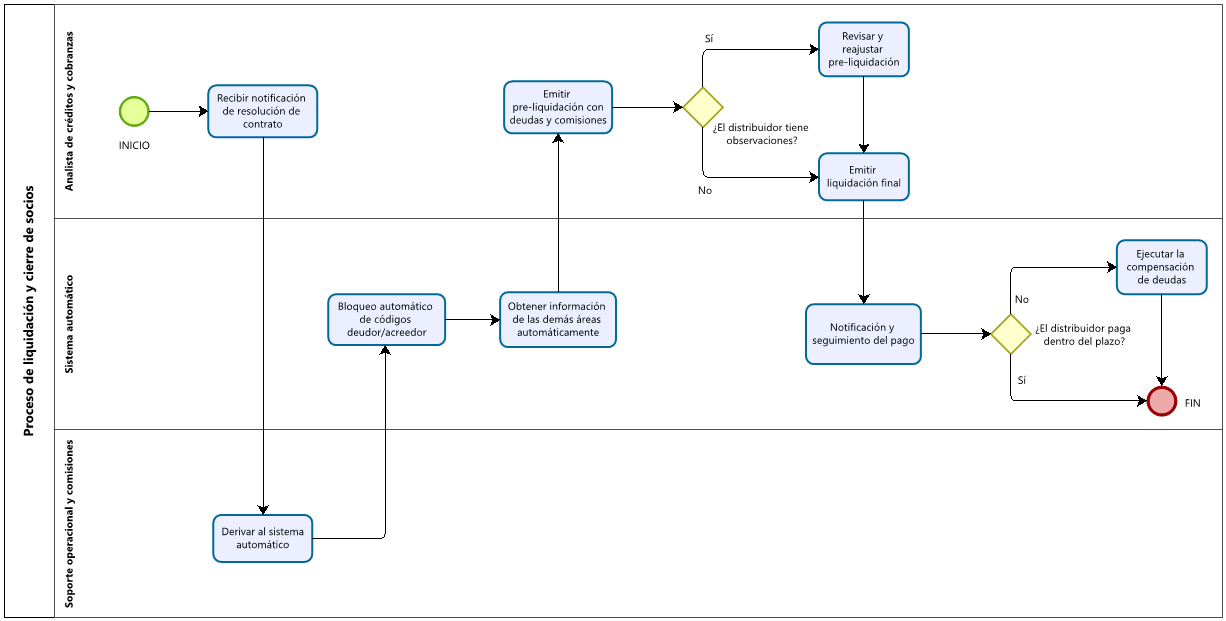 Proceso de liquidación y cierre de socios
Analista de créditos y cobranzas
INICIO
Recibir notificación
de resolución de
contrato
Emitir
pre-liquidación con
deudas y comisiones
¿El distribuidor tiene
observaciones?
Sí
No
Revisar y
reajustar
pre-liquidación
Emitir
liquidación final
Sistema automático
Bloqueo automático
de códigos
deudor/acreedor
Obtener información
de las demás áreas
automáticamente
Notificación y
seguimiento del pago
¿El distribuidor paga
dentro del plazo?
No
Sí
Ejecutar la
compensación
de deudas
FIN
Soporte operacional y comisiones
Derivar al sistema
automático